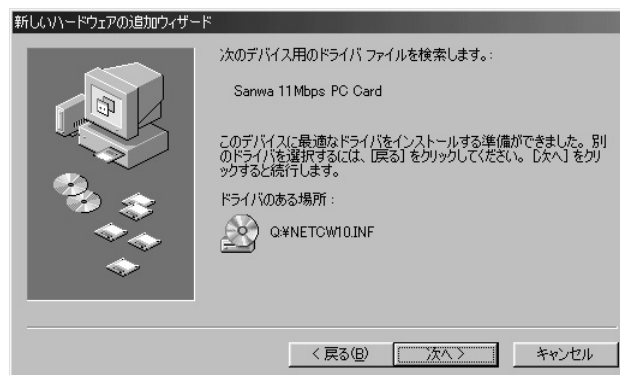 新しいハードウェアの追加ウィザード
次のデバイス用のドライバ ファイルを検索します。:
Sanwa 11Mbps PC Card
このデバイスに最適なドライバをインストールする準備ができました。別
のドライバを選択するには、[戻る] をクリックしてください。[次へ] をクリ
ックすると続行します。
ドライバのある場所 :
Q:¥NETCW10.INF
< 戻る(B)
次へ >
キャンセル